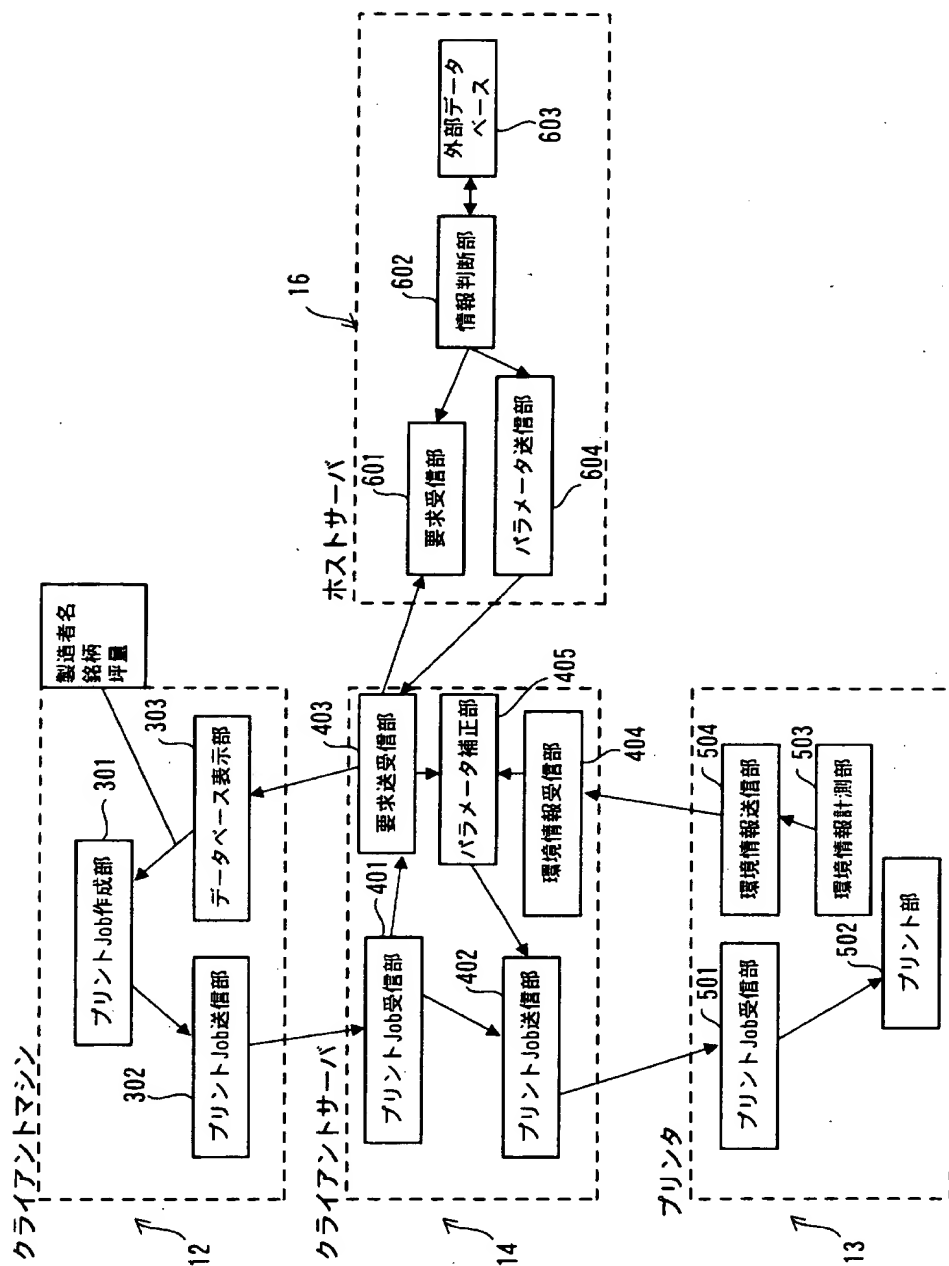 クライアントマシン
12
プリントJob作成部
301
プリントJob送信部
302
データベース表示部
303
製造者名
銘柄
坪量
クライアントサーバ
14
プリントJob受信部
401
プリントJob送信部
402
要求送受信部
403
パラメータ補正部
405
環境情報受信部
404
ホストサーバ
16
要求受信部
601
情報判断部
602
外部データ
ベース
603
パラメータ送信部
604
プリンタ
13
プリントJob受信部
501
プリント部
502
環境情報送信部
504
環境情報計測部
503